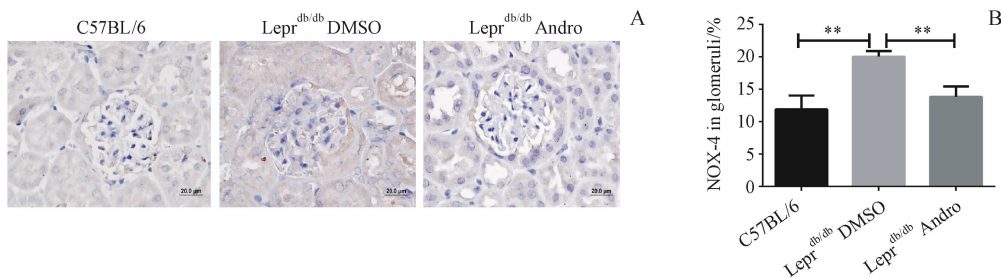 C57BL/6
Lepr db/db DMSO
Lepr db/db Andro
A
20.0 μm
20.0 μm
20.0 μm
B
NOX-4 in glomeruli/%
25
20
15
10
5
0
**
**
C57BL/6
Lepr db/db DMSO
Lepr db/db Andro